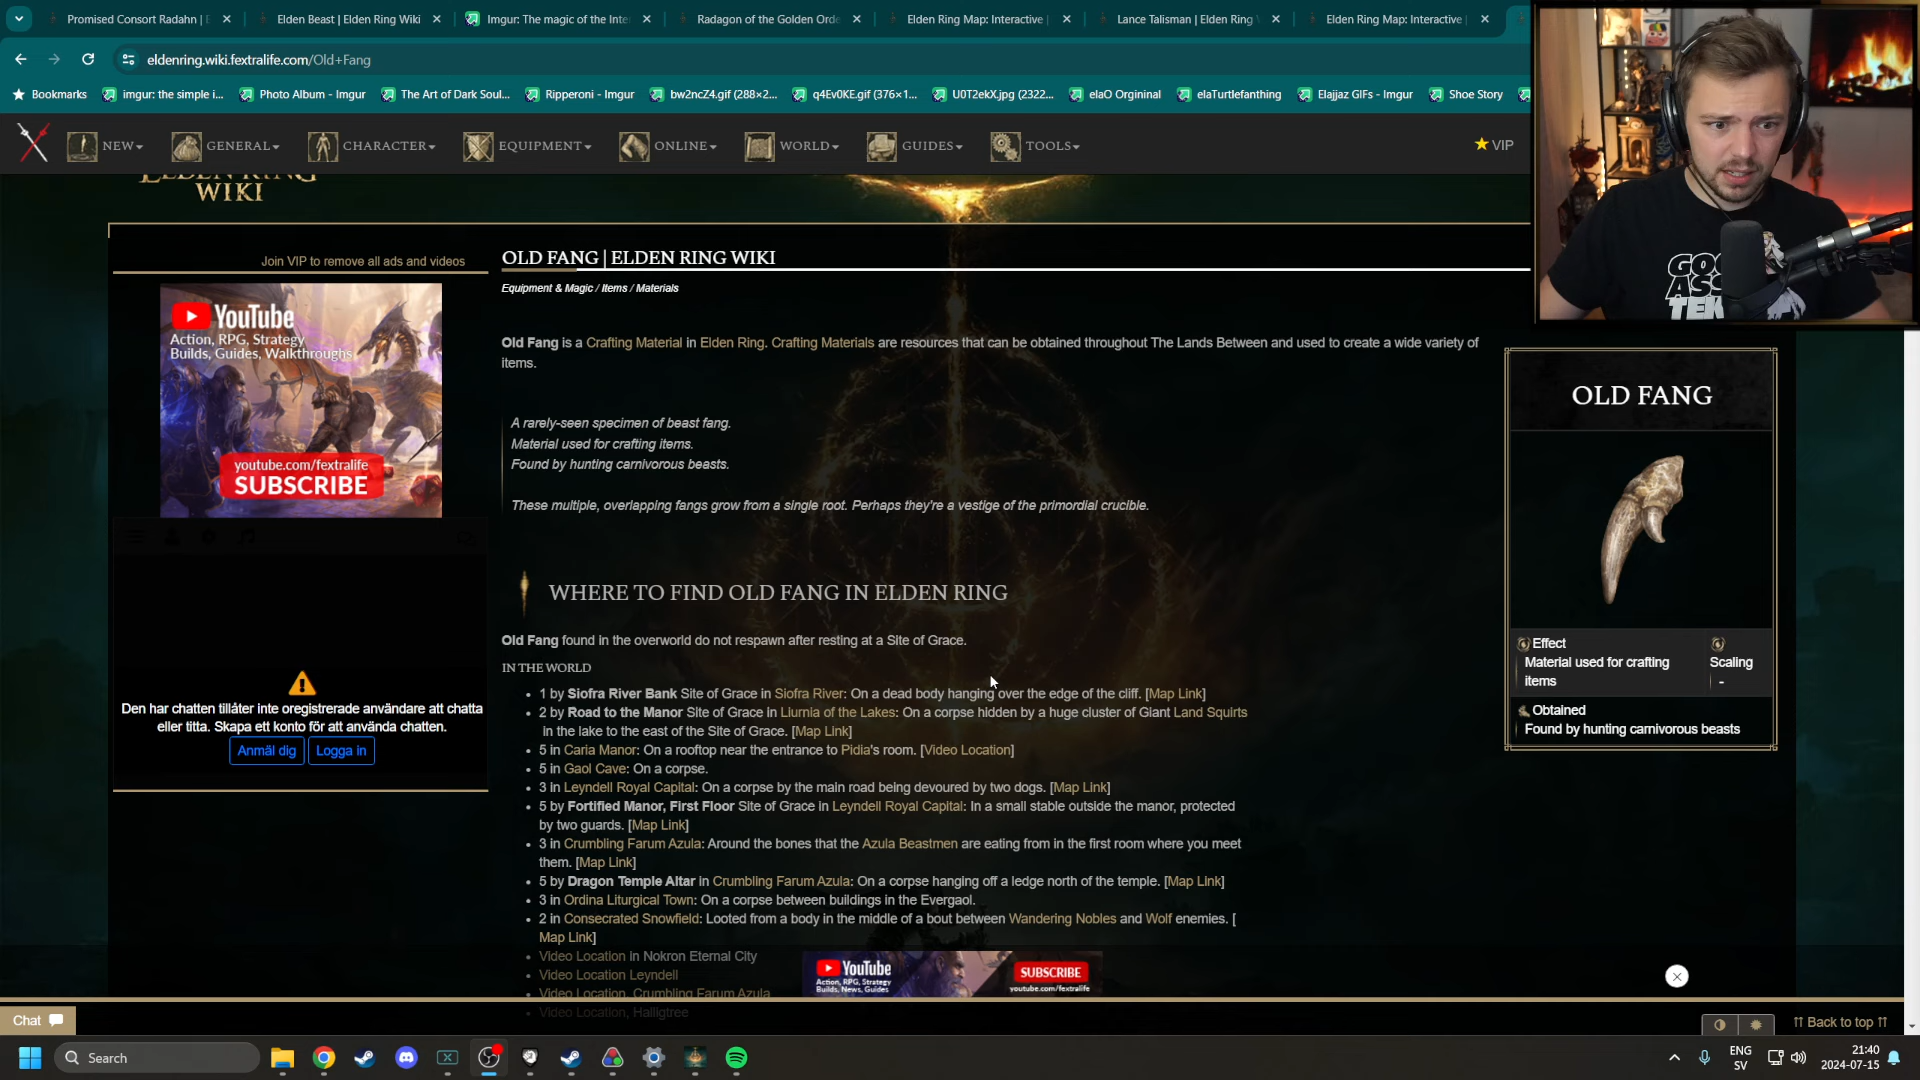 Promised Consort Radahn | E
Elden Beast | Elden Ring Wiki
Imgur: The magic of the Inte
Radagon of the Golden Orde
Elden Ring Map: Interactive
Lance Talisman | Elden Ring
Elden Ring Map: Interactive
eldenring.wiki.fextralife.com/Old+Fang
Bookmarks
imgur: the simple i...
Photo Album - Imgur
The Art of Dark Soul...
Ripperoni - Imgur
bw2ncZ4.gif (288×2...
q4Ev0KE.gif (376×1...
U0T2ekX.jpg (2322...
elaO Orgininal
elaTurtlefanthing
Elajjaz GIFs - Imgur
Shoe Story
NEW
GENERAL
CHARACTER
EQUIPMENT
ONLINE
WORLD
GUIDES
TOOLS
VIP
ELDEN RING
WIKI
Join VIP to remove all ads and videos
YouTube
Action, RPG, Strategy
Builds, Guides, Walkthroughs
youtube.com/fextralife
SUBSCRIBE
Den har chatten tillåter inte oregistrerade användare att chatta
eller titta. Skapa ett konto för att använda chatten.
Anmäl dig
Logga in
OLD FANG | ELDEN RING WIKI
Equipment & Magic / Items / Materials
Old Fang is a Crafting Material in Elden Ring. Crafting Materials are resources that can be obtained throughout The Lands Between and used to create a wide variety of
items.
A rarely-seen specimen of beast fang.
Material used for crafting items.
Found by hunting carnivorous beasts.
These multiple, overlapping fangs grow from a single root. Perhaps they're a vestige of the primordial crucible.
WHERE TO FIND OLD FANG IN ELDEN RING
Old Fang found in the overworld do not respawn after resting at a Site of Grace.
IN THE WORLD
1 by Siofra River Bank Site of Grace in Siofra River: On a dead body hanging over the edge of the cliff. [Map Link]
2 by Road to the Manor Site of Grace in Liurnia of the Lakes: On a corpse hidden by a huge cluster of Giant Land Squirts
in the lake to the east of the Site of Grace. [Map Link]
5 in Caria Manor: On a rooftop near the entrance to Pidia's room. [Video Location]
5 in Gaol Cave: On a corpse.
3 in Leyndell Royal Capital: On a corpse by the main road being devoured by two dogs. [Map Link]
5 by Fortified Manor, First Floor Site of Grace in Leyndell Royal Capital: In a small stable outside the manor, protected
by two guards. [Map Link]
3 in Crumbling Farum Azula: Around the bones that the Azula Beastmen are eating from in the first room where you meet
them. [Map Link]
5 by Dragon Temple Altar in Crumbling Farum Azula: On a corpse hanging off a ledge north of the temple. [Map Link]
3 in Ordina Liturgical Town: On a corpse between buildings in the Evergaol.
2 in Consecrated Snowfield: Looted from a body in the middle of a bout between Wandering Nobles and Wolf enemies. [
Map Link]
Video Location in Nokron Eternal City
Video Location Leyndell
Video Location, Crumbling Farum Azula
Video Location, Halligtree
YouTube
Action, RPG, Strategy
Builds, News, Guides
SUBSCRIBE
youtube.com/fextralife
OLD FANG
Effect
Material used for crafting
items
Scaling
-
Obtained
Found by hunting carnivorous beasts
Chat
Back to top
Search
ENG
SV
21:40
2024-07-15